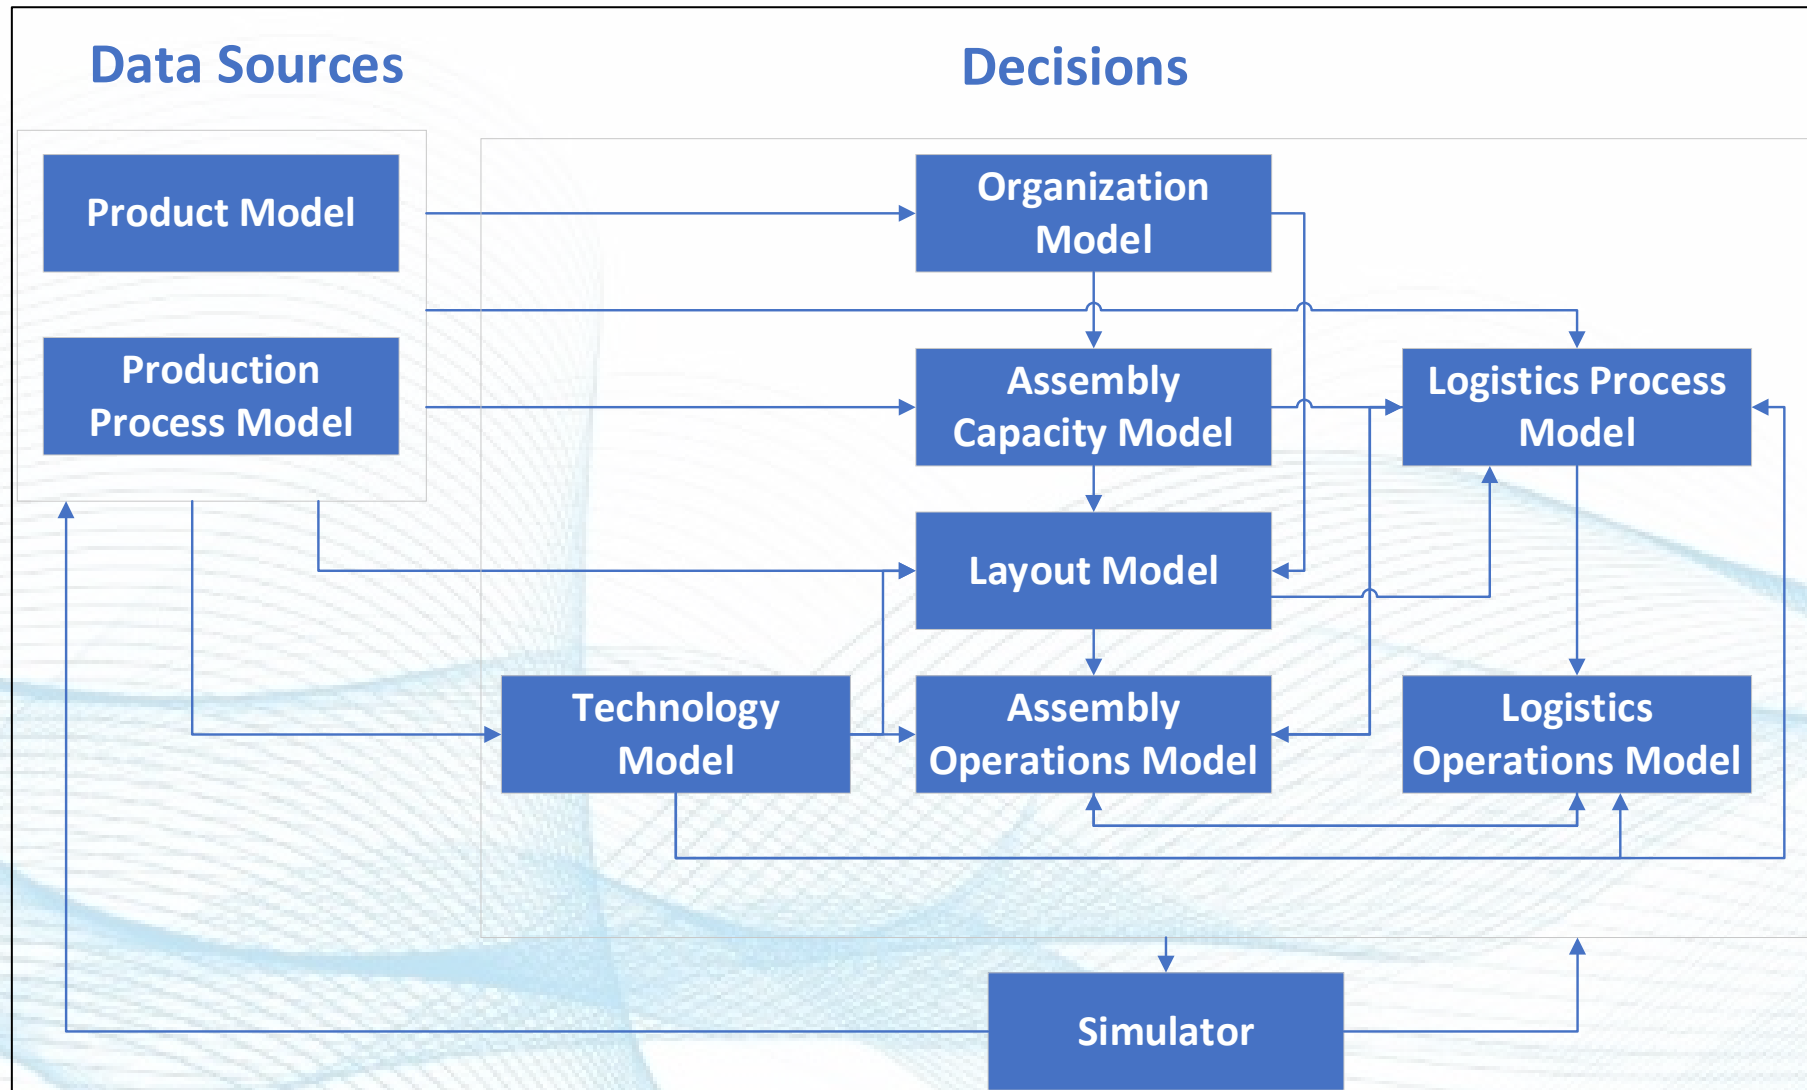 Data Sources
Decisions
Product Model
Organization
Model
Production
Process Model
Assembly
Capacity Model
Logistics Process
Model
Layout Model
Technology
Model
Assembly
Operations Model
Logistics
Operations Model
Simulator